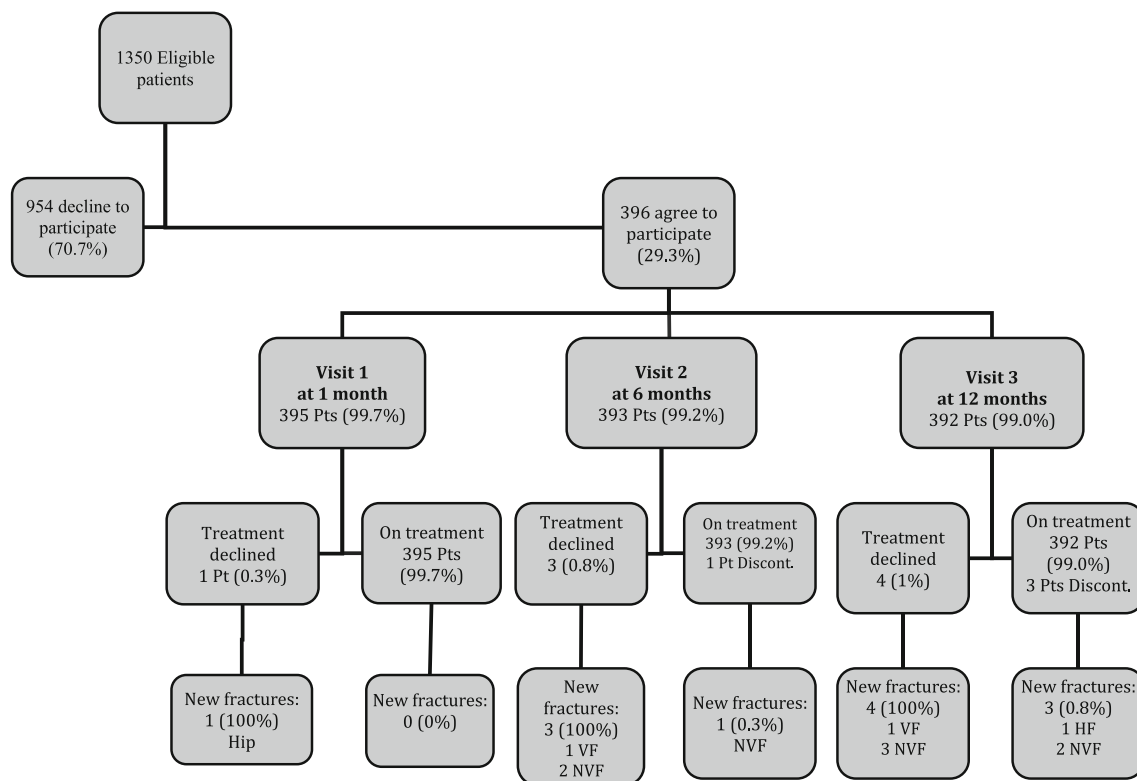 1350 Eligible
patients
954 decline to
participate
(70.7%)
396 agree to
participate
(29.3%)
Visit 1
at 1 month
395 Pts (99.7%)
Visit 2
at 6 months
393 Pts (99.2%)
Visit 3
at 12 months
392 Pts (99.0%)
Treatment
declined
1 Pt (0.3%)
On treatment
395 Pts
(99.7%)
Treatment
declined
3 (0.8%)
On treatment
393 (99.2%)
1 Pt Discont.
Treatment
declined
4 (1%)
On treatment
392 Pts
(99.0%)
3 Pts Discont.
New fractures:
1 (100%)
Hip
New fractures:
0 (0%)
New
fractures:
3 (100%)
1 VF
2 NVF
New fractures:
1 (0.3%)
NVF
New fractures:
4 (100%)
1 VF
3 NVF
New fractures:
3 (0.8%)
1 HF
2 NVF